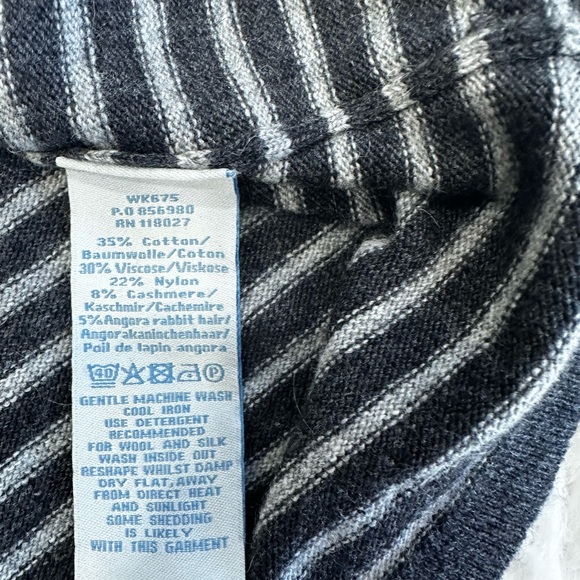 WK675
P.O 856980
RN 118027
35% Cotton/
Baumwolle/Coton
30% Viscose/Viskose
22% Nylon
8% Cashmere/
Kaschmir/Cachemire
5%Angora rabbit hair/
Angorakaninchenhaar/
Poil de lapin angora
40 P
GENTLE MACHINE WASH
COOL IRON
USE DETERGENT
RECOMMENDED
FOR WOOL AND SILK
WASH INSIDE OUT
RESHAPE WHILST DAMP
DRY FLAT,AWAY
FROM DIRECT HEAT
AND SUNLIGHT
SOME SHEDDING
IS LIKELY
WITH THIS GARMENT